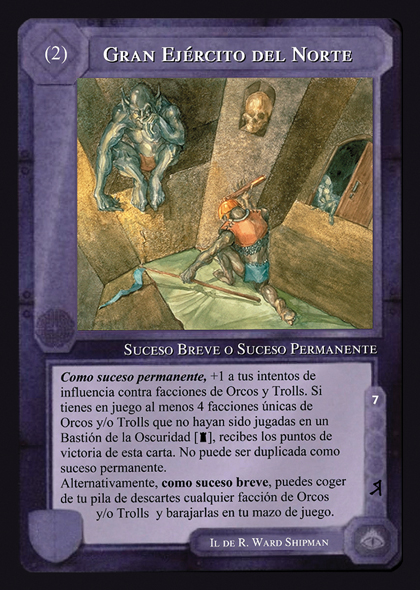 (2)
Gran Ejército del Norte
Suceso Breve o Suceso Permanente
Como suceso permanente, +1 a tus intentos de
influencia contra facciones de Orcos y Trolls. Si
tienes en juego al menos 4 facciones únicas de
Orcos y/o Trolls que no hayan sido jugadas en un
Bastión de la Oscuridad [♜], recibes los puntos de
victoria de esta carta. No puede ser duplicada como
suceso permanente.
Alternativamente, como suceso breve, puedes coger
de tu pila de descartes cualquier facción de Orcos
y/o Trolls y barajarlas en tu mazo de juego.
7
Il de R. Ward Shipman